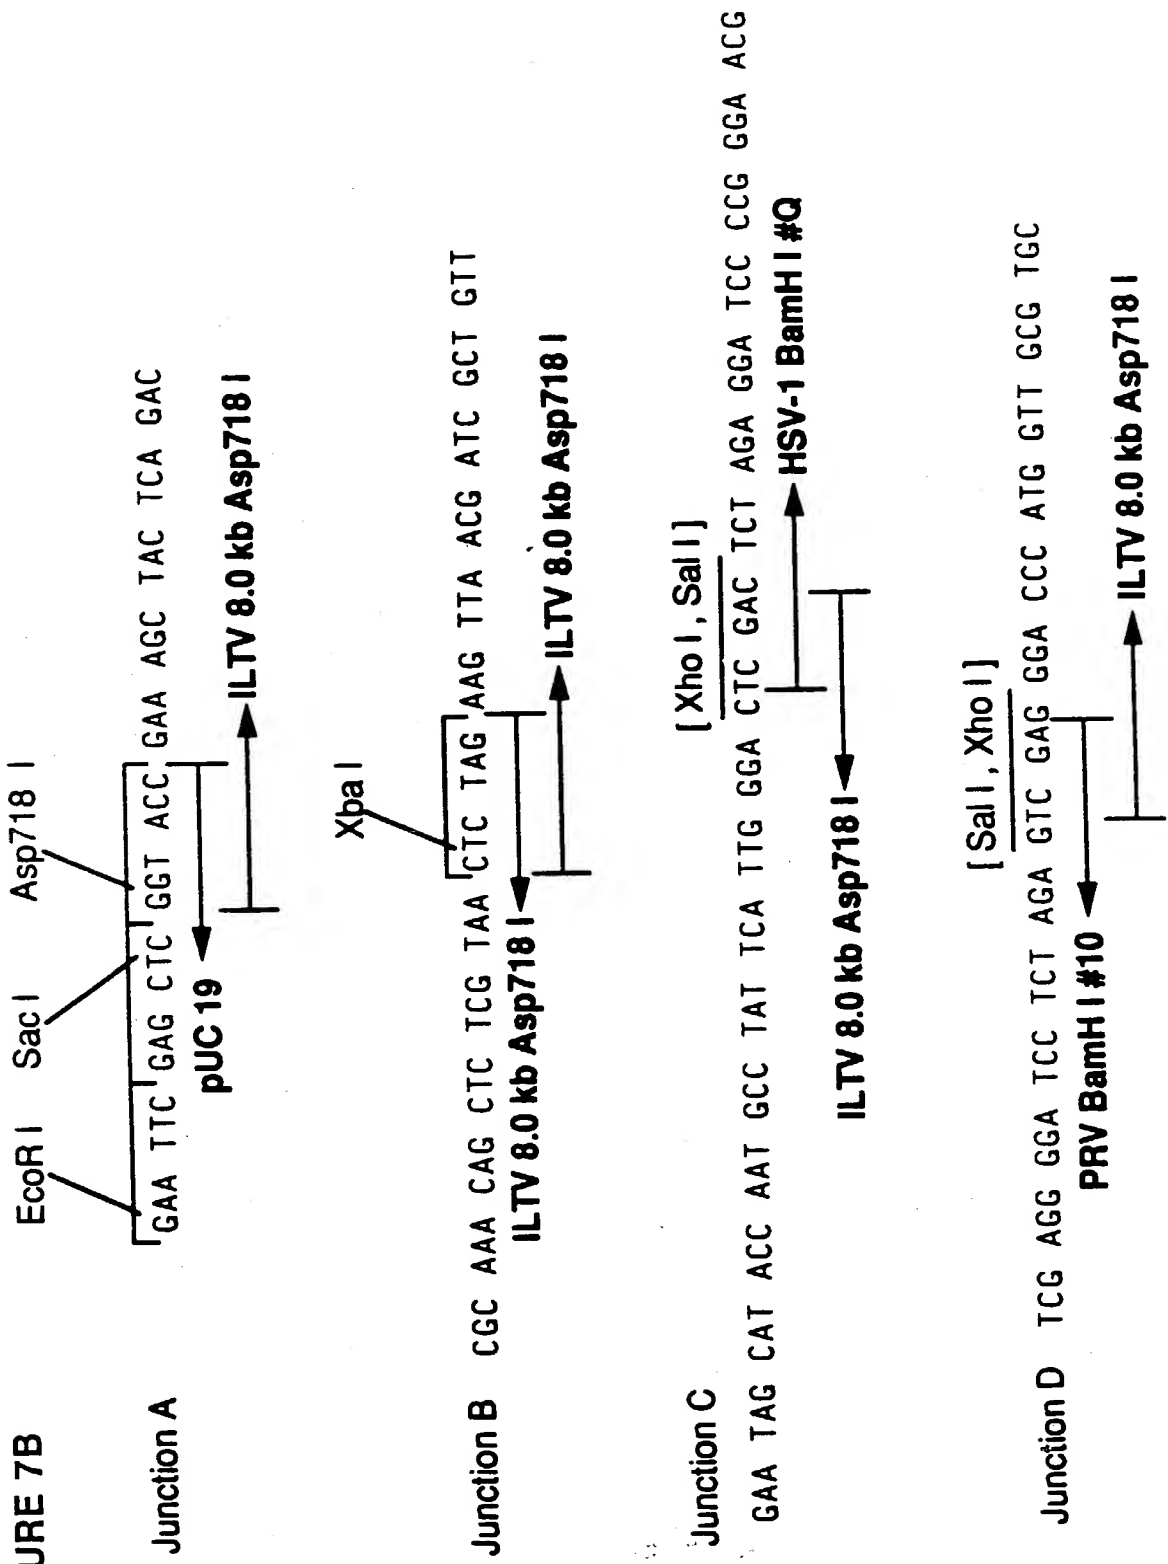 URE 7B
EcoR I Sac I Asp718 I
Junction A GAA TTC GAG CTC GGT ACC GAA AGC TAC TCA GAC
pUC 19
ILTV 8.0 kb Asp718 I
Xba I
Junction B CGC AAA CAG CTC TCG TAA CTC TAG AAG TTA ACG ATC GCT GTT
ILTV 8.0 kb Asp718 I
ILTV 8.0 kb Asp718 I
Junction C [Xho I, Sal I]
GAA TAG CAT ACC AAT GCC TAT TCA TTG GGA CTC GAC TCT AGA GGA TCC CCG GGA ACG
HSV-1 BamH I #Q
ILTV 8.0 kb Asp718 I
[Sal I, Xho I]
Junction D TCG AGG GGA TCC TCT AGA GTC GAG GGA CCC ATG GTT GCG TGC
PRV BamH I #10
ILTV 8.0 kb Asp718 I